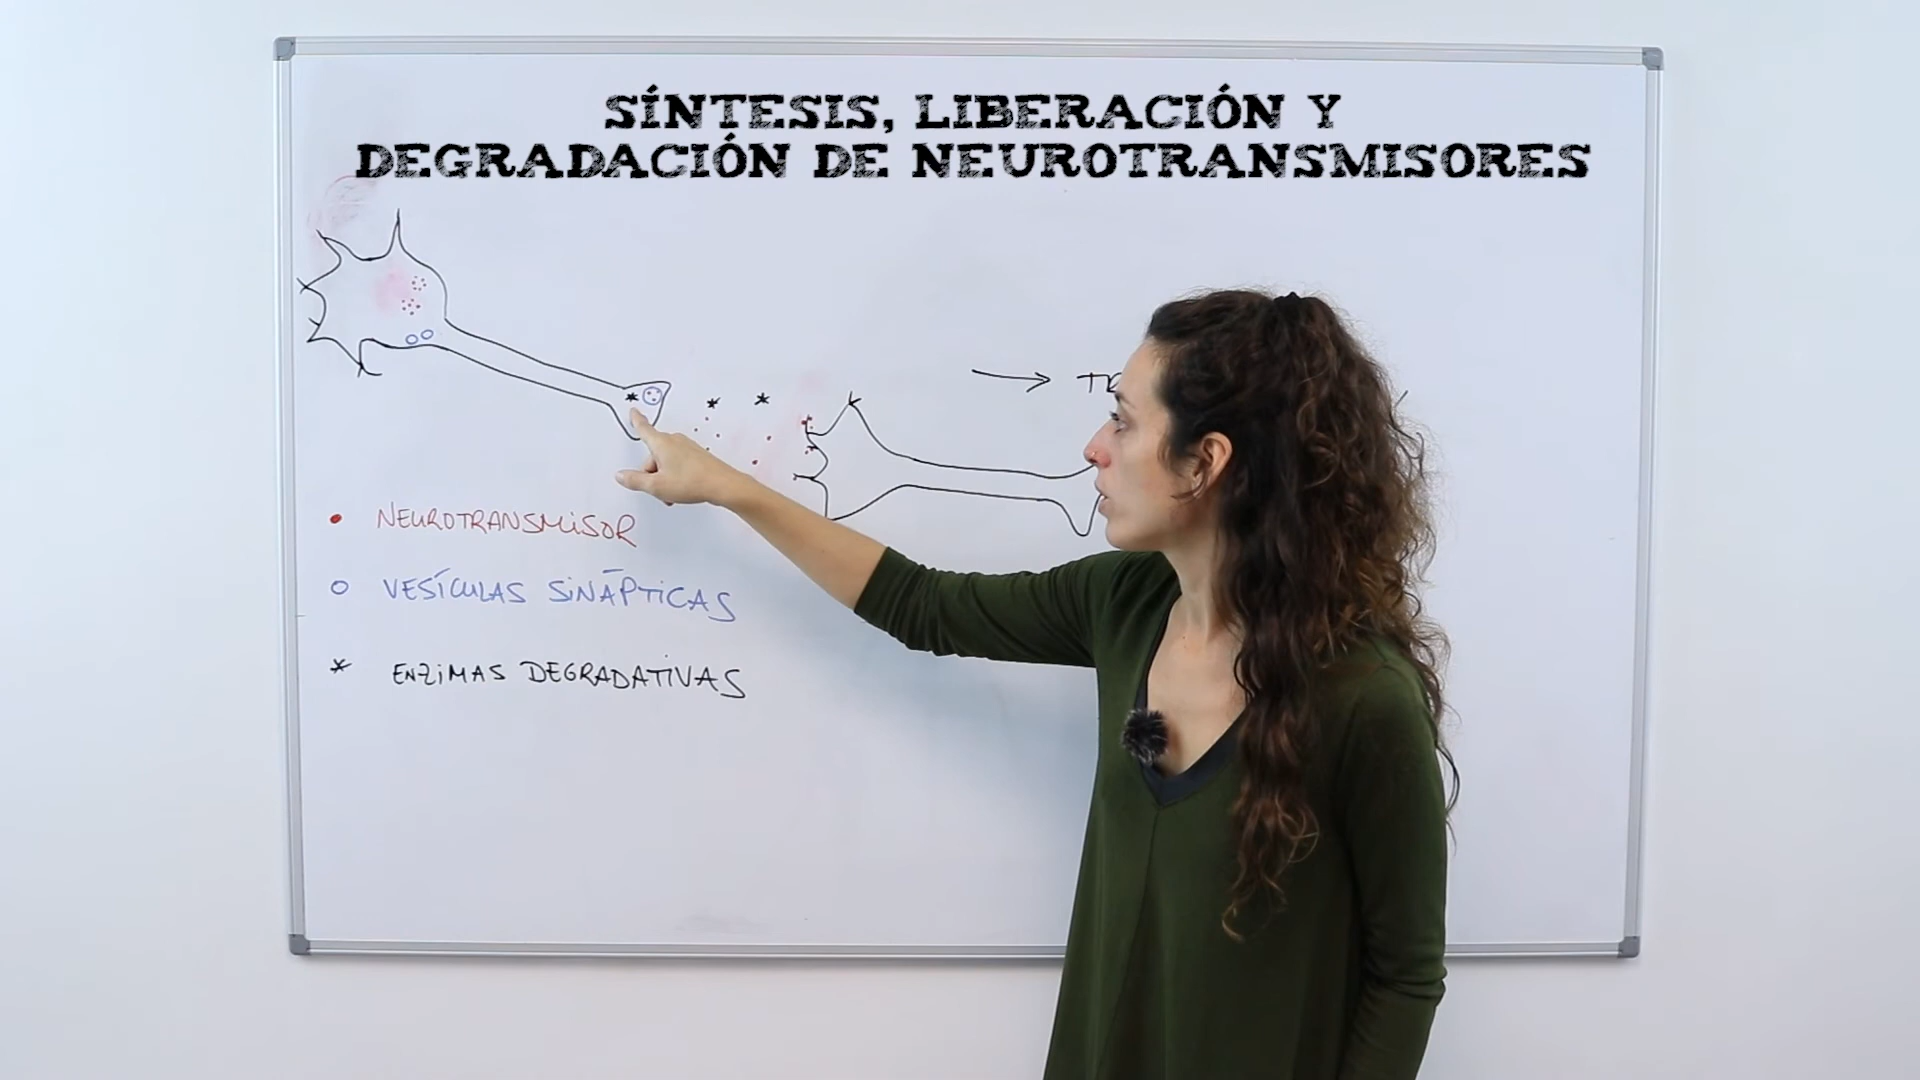 SÍNTESIS, LIBERACIÓN Y
DEGRADACIÓN DE NEUROTRANSMISORES
NEUROTRANSMISOR
VESÍCULAS SINÁPTICAS
ENZIMAS DEGRADATIVAS